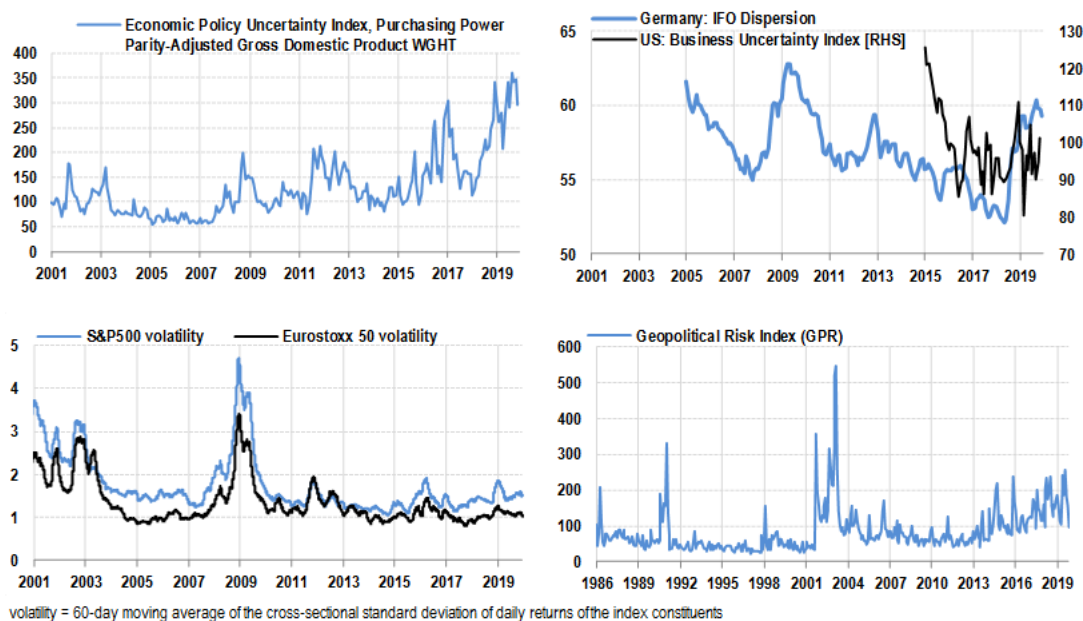 Economic Policy Uncertainty Index, Purchasing Power
Parity-Adjusted Gross Domestic Product WGHT
400
350
300
250
200
150
100
50
0
2001 2003 2005 2007 2009 2011 2013 2015 2017 2019
Germany: IFO Dispersion
US: Business Uncertainty Index [RHS]
65
60
55
50
130
120
110
100
90
80
70
2001 2003 2005 2007 2009 2011 2013 2015 2017 2019
S&P500 volatility
Eurostoxx 50 volatility
5
4
3
2
1
0
2001 2003 2005 2007 2009 2011 2013 2015 2017 2019
Geopolitical Risk Index (GPR)
600
500
400
300
200
100
0
1986 1989 1992 1995 1998 2001 2004 2007 2010 2013 2016 2019
volatility = 60-day moving average of the cross-sectional standard deviation of daily returns of the index constituents